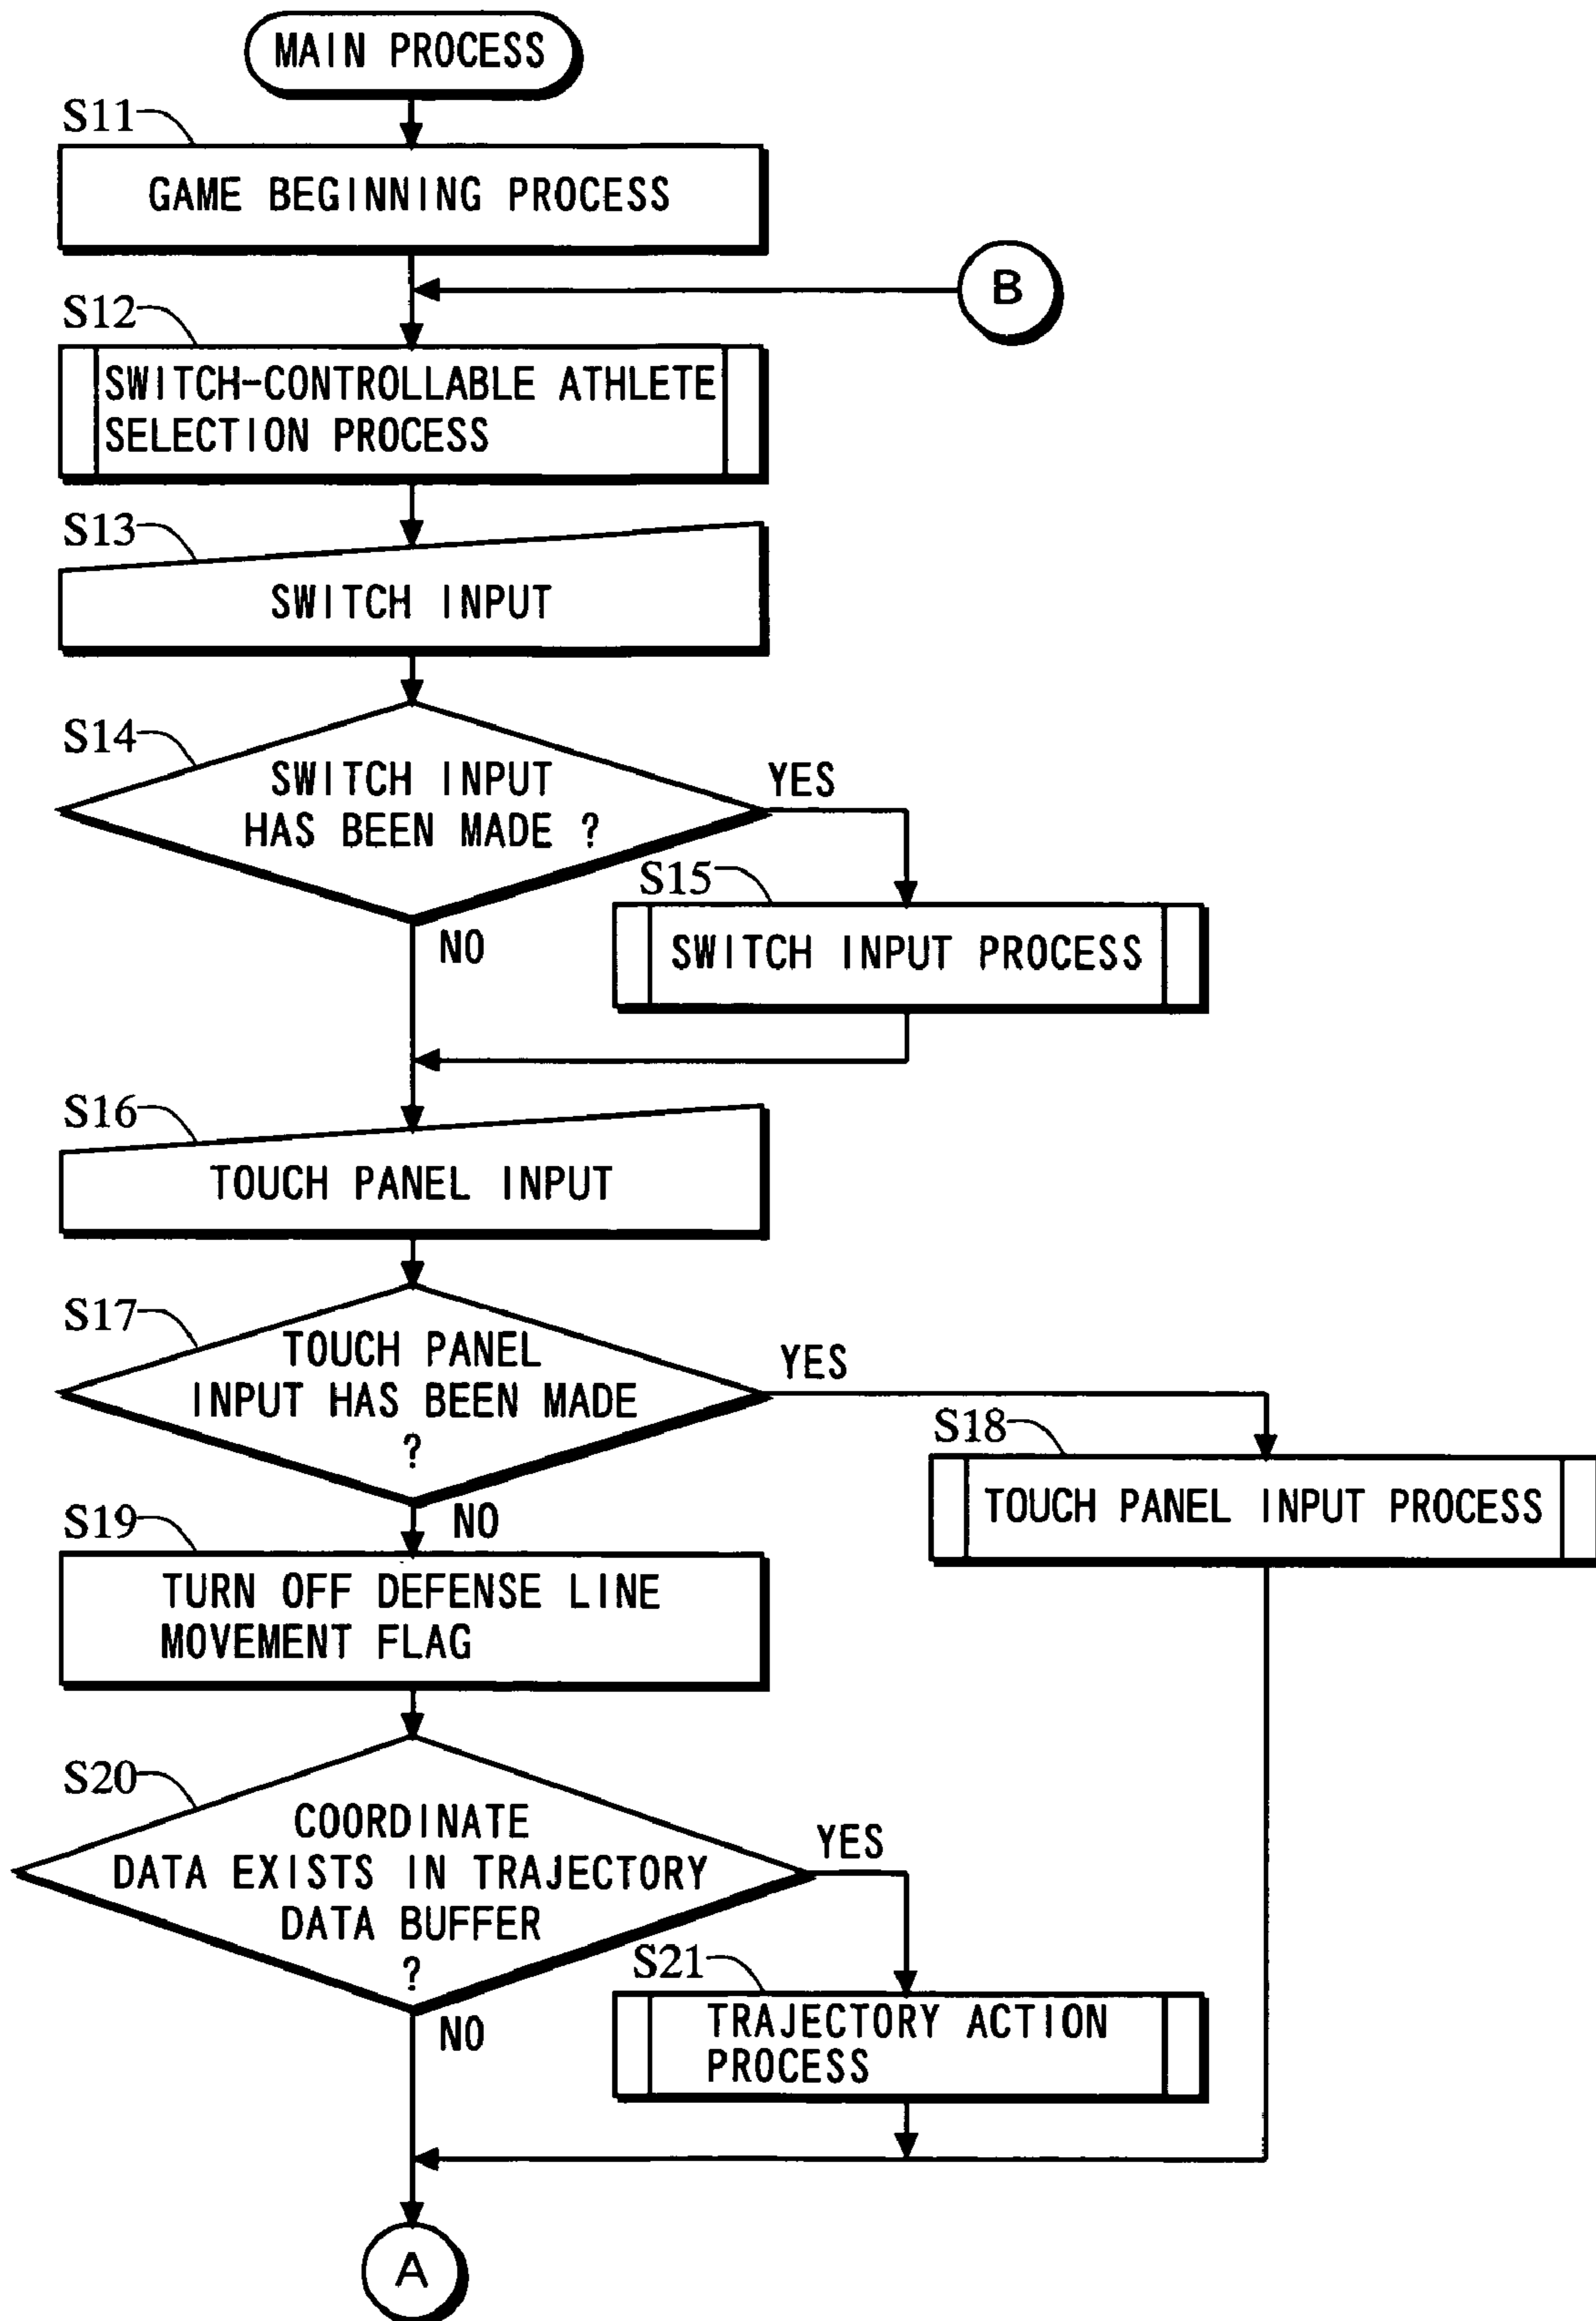 MAIN PROCESS
S11
GAME BEGINNING PROCESS
B
S12
SWITCH-CONTROLLABLE ATHLETE
SELECTION PROCESS
S13
SWITCH INPUT
S14
SWITCH INPUT
HAS BEEN MADE ?
YES
NO
S15
SWITCH INPUT PROCESS
S16
TOUCH PANEL INPUT
S17
TOUCH PANEL
INPUT HAS BEEN MADE
?
YES
NO
S18
TOUCH PANEL INPUT PROCESS
S19
TURN OFF DEFENSE LINE
MOVEMENT FLAG
S20
COORDINATE
DATA EXISTS IN TRAJECTORY
DATA BUFFER
?
YES
NO
S21
TRAJECTORY ACTION
PROCESS
A